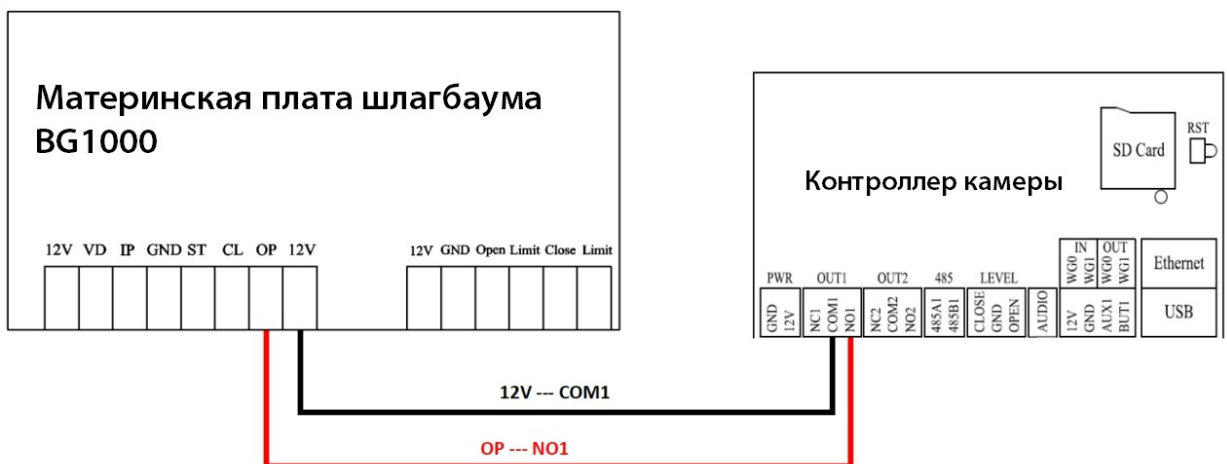 Материнская плата шлагбаума
BG1000
12V VD IP GND ST CL OP 12V
12V GND Open Limit Close Limit
Контроллер камеры
SD Card
RST
PWR OUT1 OUT2 485 LEVEL
IN OUT
WG0 WG1 WG0 WG1
Ethernet
GND 12V NC1 COM1 NO1 NC2 COM2 NO2 485A1 485B1 CLOSE GND OPEN AUDIO 12V GND AUX1 BUT1
USB
12V --- COM1
OP --- NO1